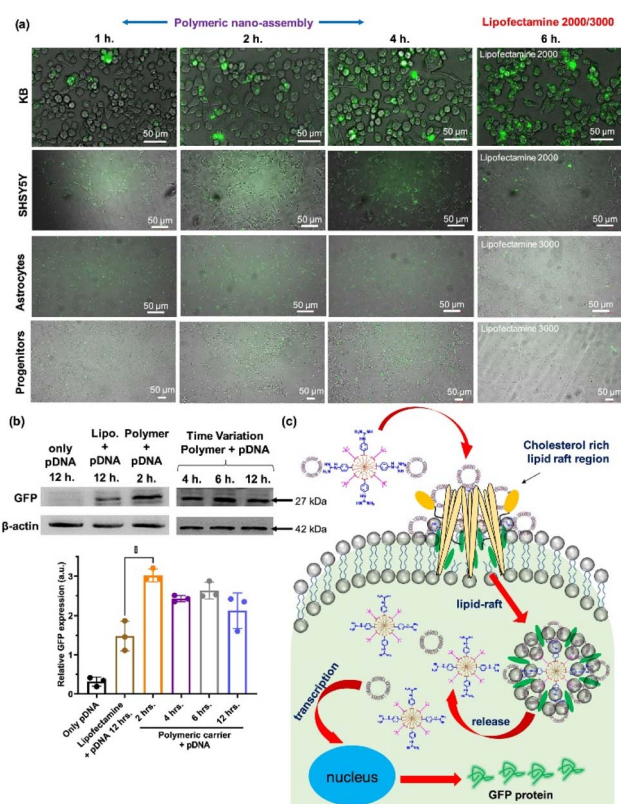 (a)
Polymeric nano-assembly
Lipofectamine 2000/3000
1 h.
2 h.
4 h.
6 h.
KB
50 μm
50 μm
50 μm
Lipofectamine 2000
50 μm
SHSY5Y
50 μm
50 μm
50 μm
Lipofectamine 2000
50 μm
Astrocytes
50 μm
50 μm
50 μm
Lipofectamine 3000
50 μm
Progenitors
50 μm
50 μm
50 μm
Lipofectamine 3000
50 μm
(b)
only
pDNA
12 h.
Lipo.
+
pDNA
12 h.
Polymer
+ pDNA
2 h.
Time Variation
Polymer + pDNA
4 h.
6 h.
12 h.
GFP
27 kDa
β-actin
42 kDa
Relative GFP expression (a.u.)
3
2
1
0
Only pDNA
Lipofectamine
+ pDNA 12 hrs.
2 hrs.
4 hrs.
6 hrs.
12 hrs.
Polymeric carrier
+ pDNA
(c)
Cholesterol rich
lipid raft region
lipid-raft
release
transcription
nucleus
GFP protein